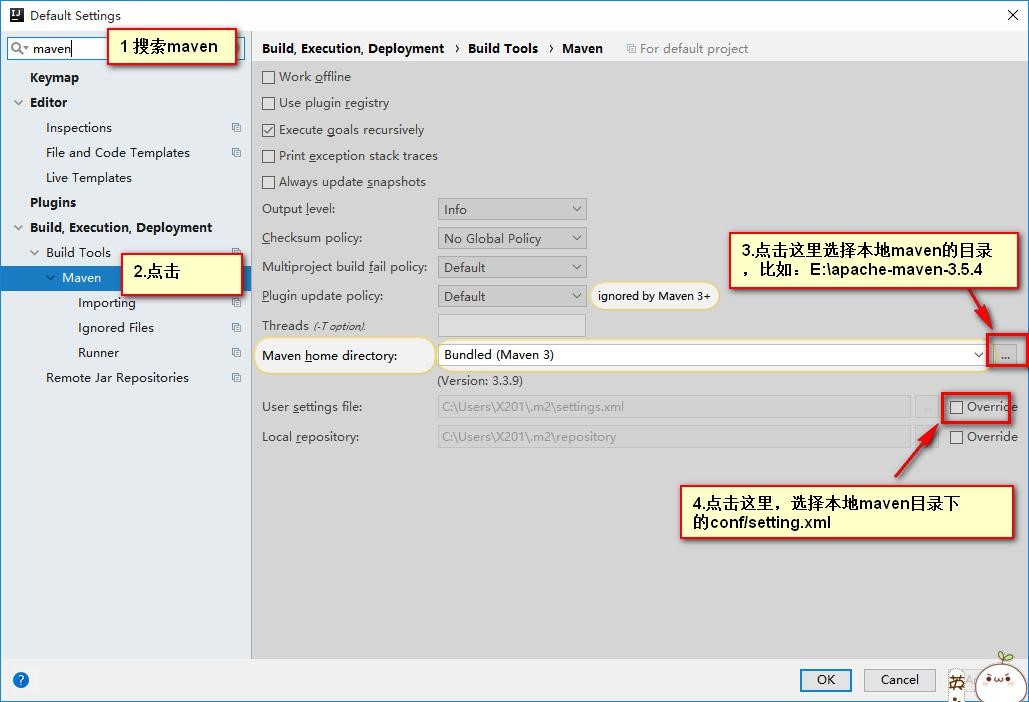 Default Settings
maven
1 搜索maven
Build, Execution, Deployment › Build Tools › Maven
For default project
Keymap
Editor
Inspections
File and Code Templates
Live Templates
Plugins
Build, Execution, Deployment
Build Tools
Maven
2.点击
Importing
Ignored Files
Runner
Remote Jar Repositories
Work offline
Use plugin registry
Execute goals recursively
Print exception stack traces
Always update snapshots
Output level:
Info
Checksum policy:
No Global Policy
Multiproject build fail policy:
Default
Plugin update policy:
Default
ignored by Maven 3+
Threads (-T option).
3.点击这里选择本地maven的目录
，比如：E:\apache-maven-3.5.4
Maven home directory:
Bundled (Maven 3)
...
(Version: 3.3.9)
User settings file:
C:\Users\X201\.m2\settings.xml
...
Override
Local repository:
C:\Users\X201\.m2\repository
Override
4.点击这里，选择本地maven目录下
的conf/setting.xml
?
OK
Cancel
英